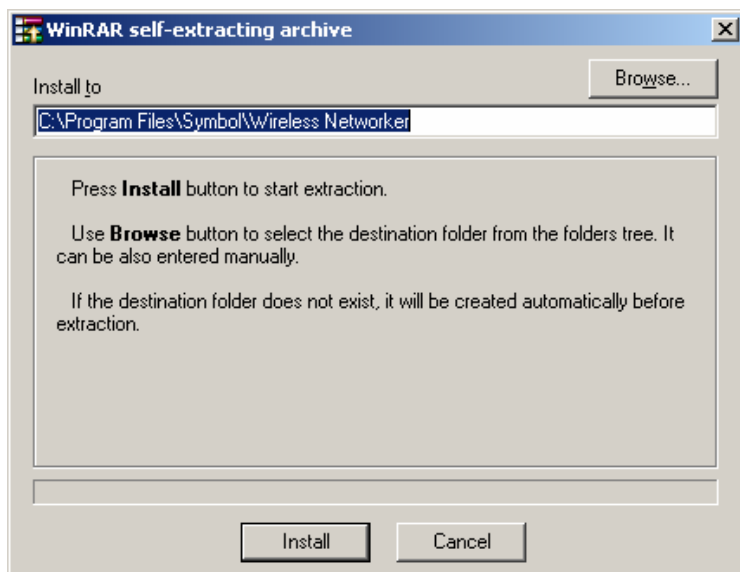 WinRAR self-extracting archive
Install to
Browse...
C:\Program Files\Symbol\Wireless Networker
Press Install button to start extraction.
Use Browse button to select the destination folder from the folders tree. It
can be also entered manually.
If the destination folder does not exist, it will be created automatically before
extraction.
Install
Cancel